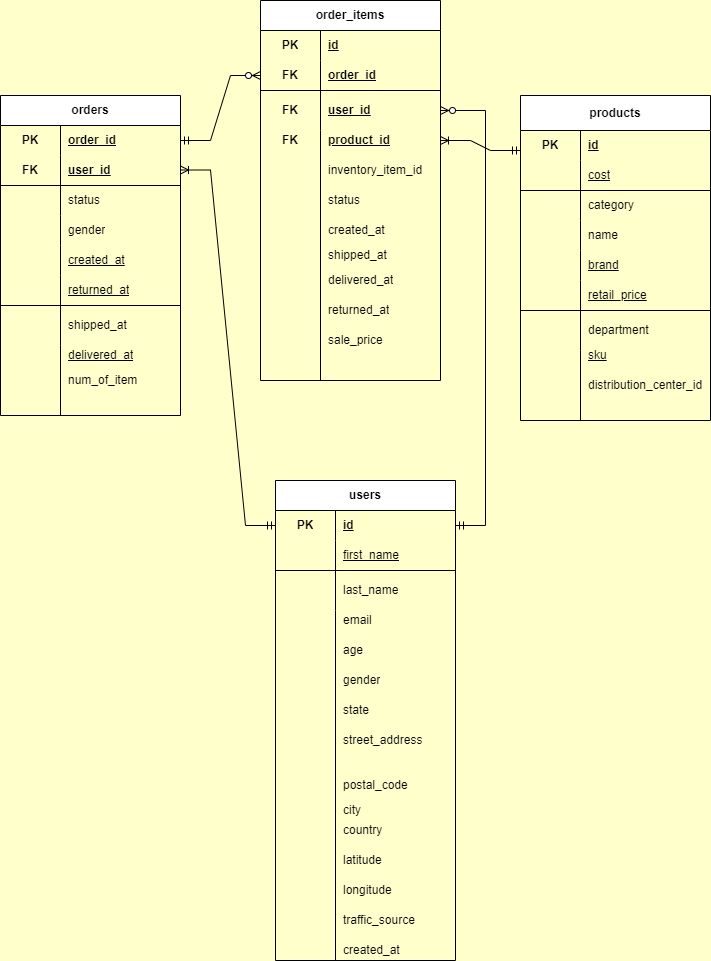 order_items
PK id
FK order_id
FK user_id
FK product_id
inventory_item_id
status
created_at
shipped_at
delivered_at
returned_at
sale_price
orders
PK order_id
FK user_id
status
gender
created_at
returned_at
shipped_at
delivered_at
num_of_item
products
PK id
cost
category
name
brand
retail_price
department
sku
distribution_center_id
users
PK id
first_name
last_name
email
age
gender
state
street_address
postal_code
city
country
latitude
longitude
traffic_source
created_at